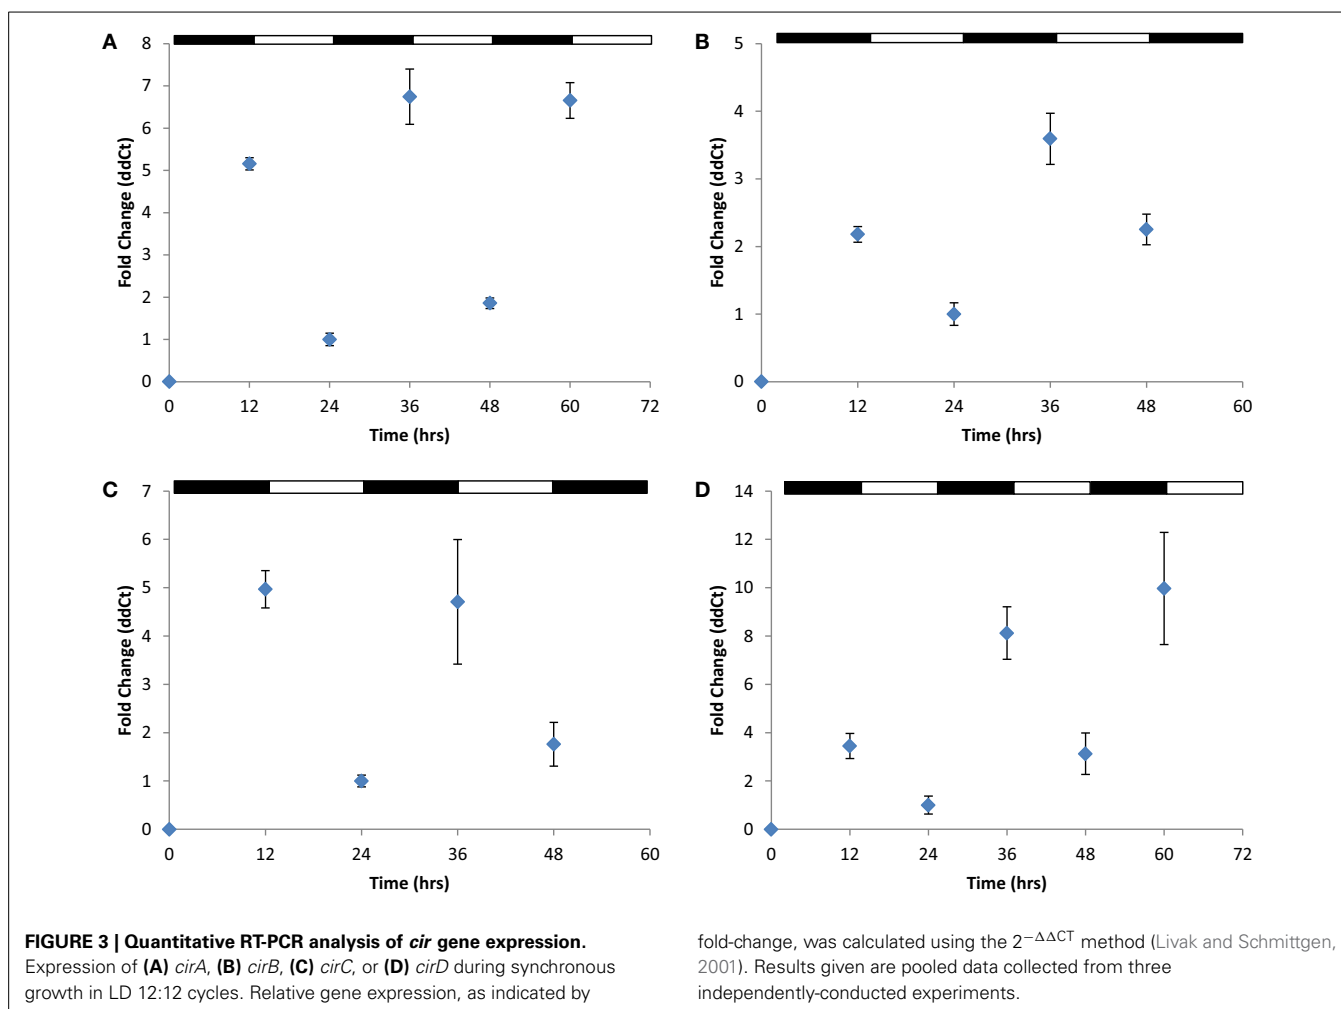 A
8
7
6
5
4
3
2
1
0
Fold Change (ddCt)
0 12 24 36 48 60 72
Time (hrs)
B
5
4
3
2
1
0
Fold Change (ddCt)
0 12 24 36 48 60
Time (hrs)
C
7
6
5
4
3
2
1
0
Fold Change (ddCt)
0 12 24 36 48 60
Time (hrs)
D
14
12
10
8
6
4
2
0
Fold Change (ddCt)
0 12 24 36 48 60 72
Time (hrs)
FIGURE 3 | Quantitative RT-PCR analysis of cir gene expression.
Expression of (A) cirA, (B) cirB, (C) cirC, or (D) cirD during synchronous
growth in LD 12:12 cycles. Relative gene expression, as indicated by
fold-change, was calculated using the 2−ΔΔCT method (Livak and Schmittgen,
2001). Results given are pooled data collected from three
independently-conducted experiments.